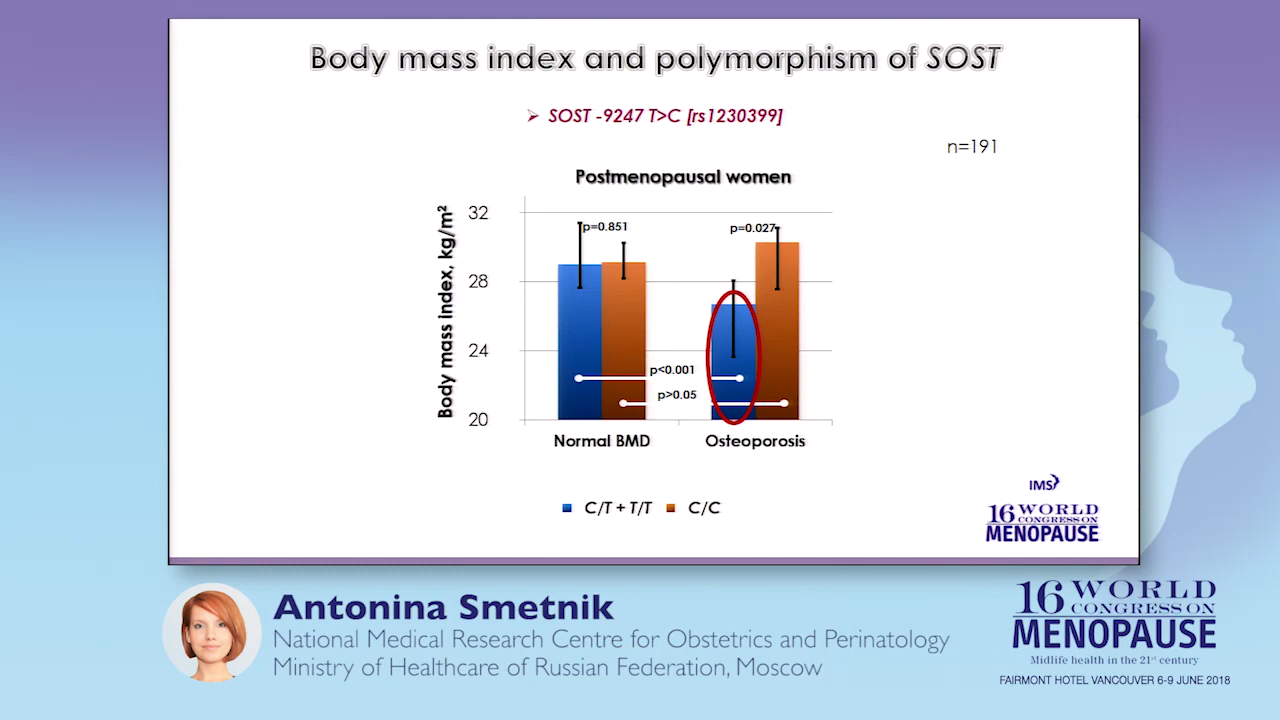 Body mass index and polymorphism of SOST
➢ SOST -9247 T>C [rs1230399]
n=191
Postmenopausal women
Body mass index, kg/m²
32
28
24
20
p=0.851
p=0.027
p<0.001
p>0.05
Normal BMD
Osteoporosis
C/T + T/T
C/C
IMS
16 WORLD
CONGRESS ON
MENOPAUSE
Antonina Smetnik
National Medical Research Centre for Obstetrics and Perinatology
Ministry of Healthcare of Russian Federation, Moscow
16 WORLD
CONGRESS ON
MENOPAUSE
Midlife health in the 21st century
FAIRMONT HOTEL VANCOUVER 6-9 JUNE 2018